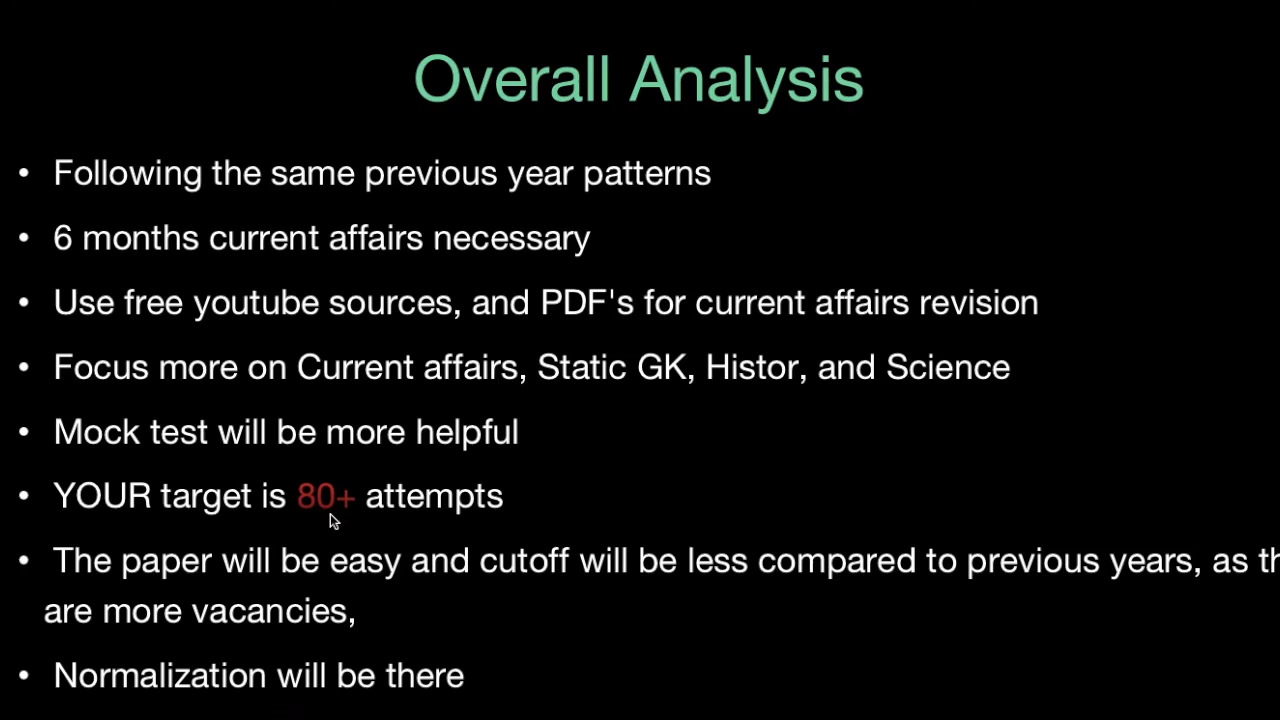 Overall Analysis
• Following the same previous year patterns
• 6 months current affairs necessary
• Use free youtube sources, and PDF's for current affairs revision
• Focus more on Current affairs, Static GK, Histor, and Science
• Mock test will be more helpful
• YOUR target is 80+ attempts
• The paper will be easy and cutoff will be less compared to previous years, as
are more vacancies,
• Normalization will be there